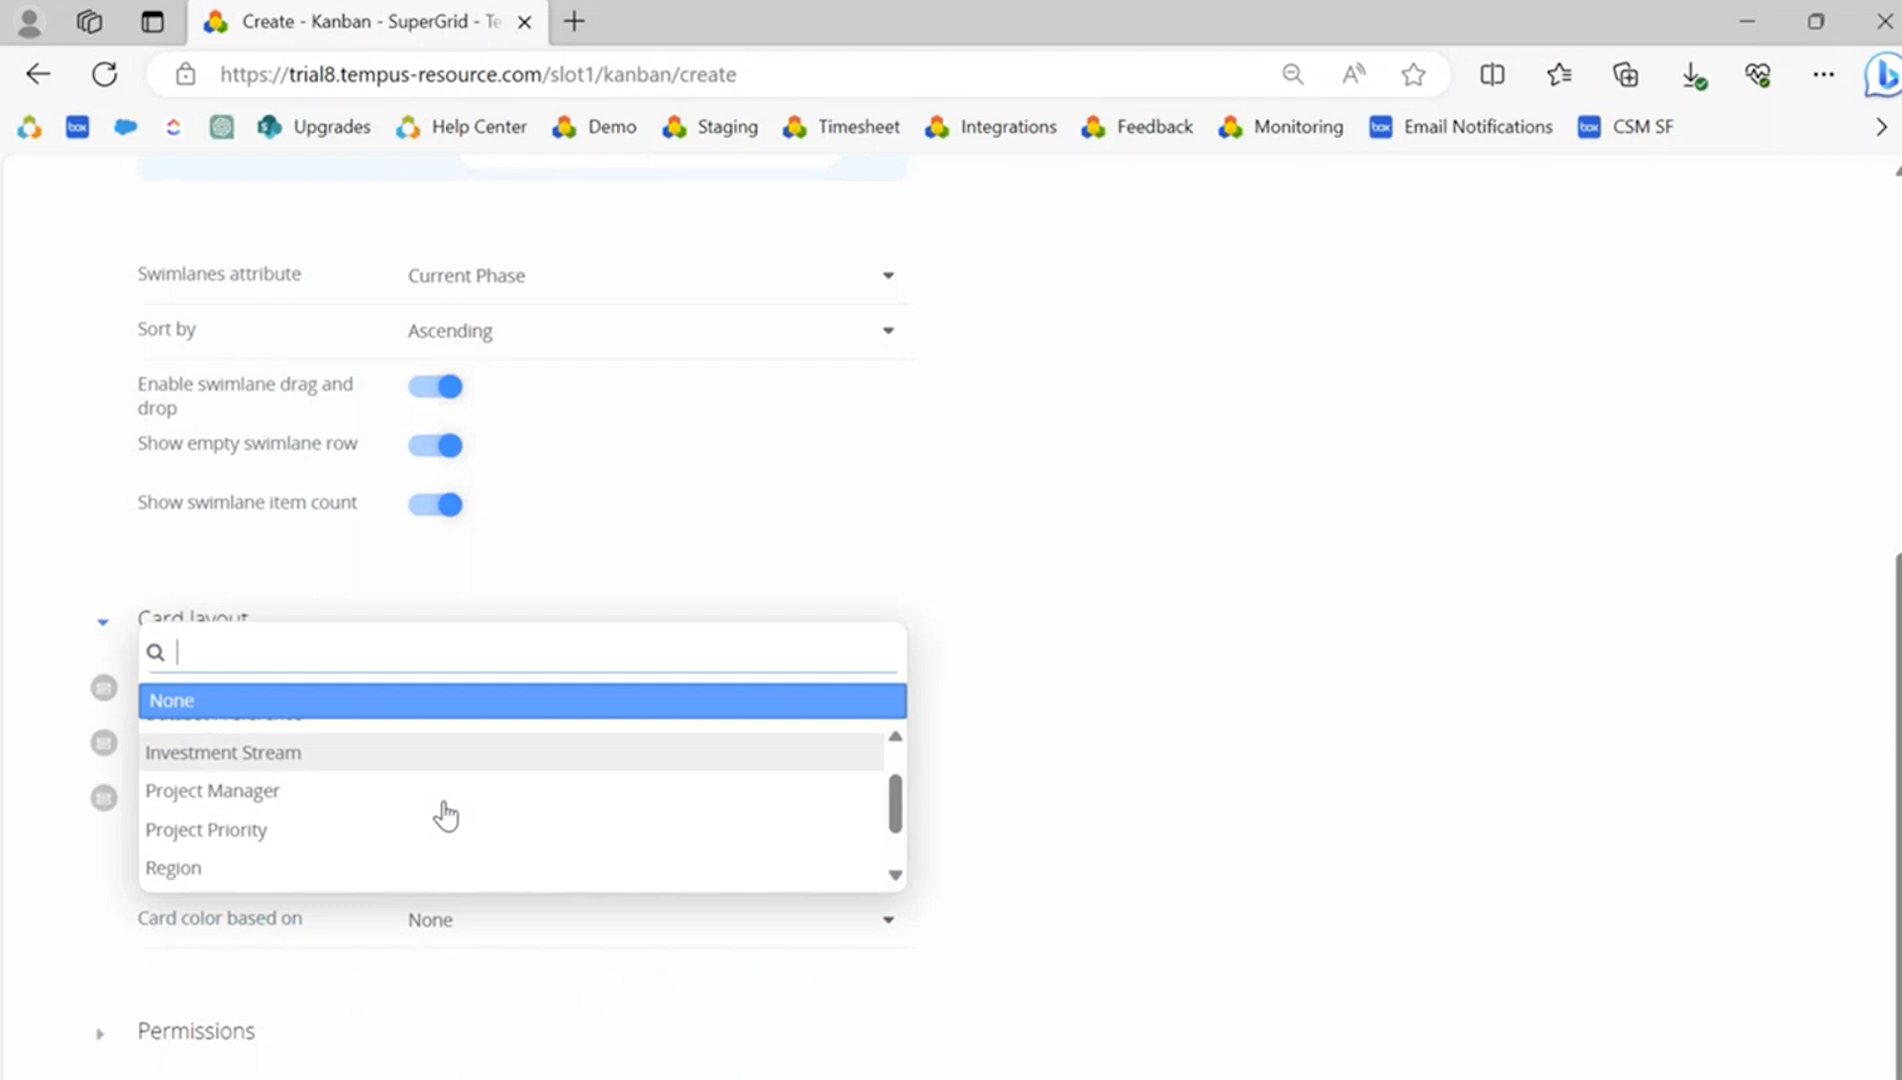 Create - Kanban - SuperGrid - Te
https://trial8.tempus-resource.com/slot1/kanban/create
box Upgrades Help Center Demo Staging Timesheet Integrations Feedback Monitoring box Email Notifications box CSM SF
Swimlanes attribute Current Phase
Sort by Ascending
Enable swimlane drag and
drop
Show empty swimlane row
Show swimlane item count
Card layout
None
Investment Stream
Project Manager
Project Priority
Region
Card color based on None
Permissions